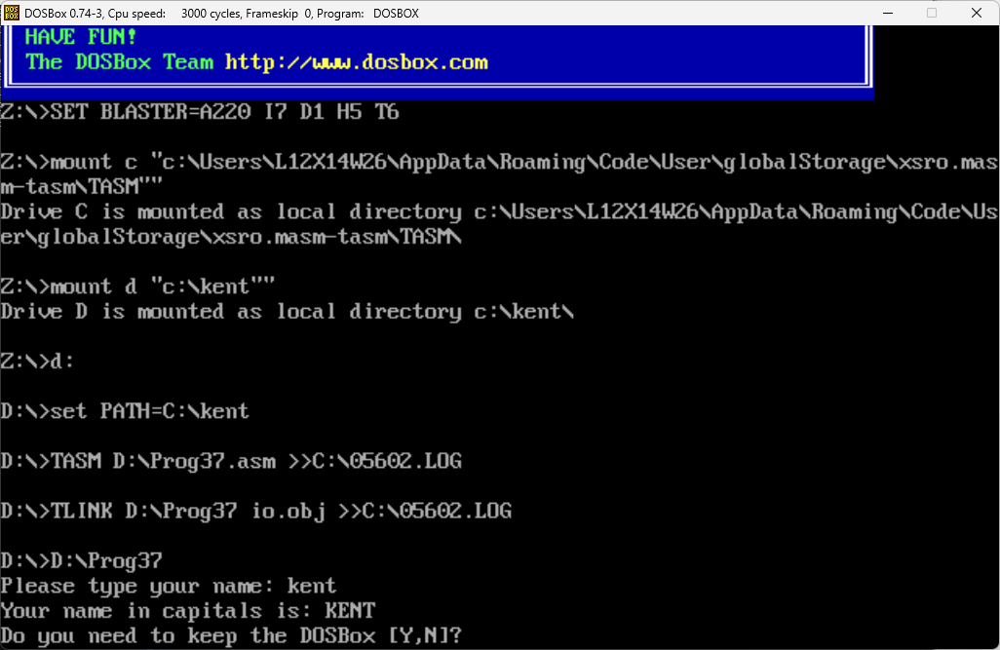 DOSBox 0.74-3, Cpu speed: 3000 cycles, Frameskip 0, Program: DOSBOX
HAVE FUN!
The DOSBox Team http://www.dosbox.com
Z:\>SET BLASTER=A220 I7 D1 H5 T6
Z:\>mount c "c:\Users\L12X14W26\AppData\Roaming\Code\User\globalStorage\xsro.mas
m-tasm\TASM""
Drive C is mounted as local directory c:\Users\L12X14W26\AppData\Roaming\Code\Us
er\globalStorage\xsro.masm-tasm\TASM\
Z:\>mount d "c:\kent""
Drive D is mounted as local directory c:\kent\
Z:\>d:
D:\>set PATH=C:\kent
D:\>TASM D:\Prog37.asm >>C:\05602.LOG
D:\>TLINK D:\Prog37 io.obj >>C:\05602.LOG
D:\>D:\Prog37
Please type your name: kent
Your name in capitals is: KENT
Do you need to keep the DOSBox [Y,N]?